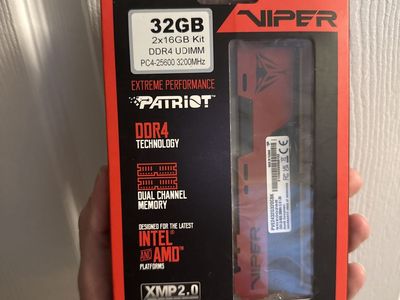 32GB
2x16GB Kit
DDR4 UDIMM
PC4-25600 3200MHz
VIPER
EXTREME PERFORMANCE
PATRIOT
DDR4
TECHNOLOGY
DUAL CHANNEL
MEMORY
DESIGNED FOR THE LATEST
INTEL
AND AMD
PLATFORMS
XMP2.0
VIPER